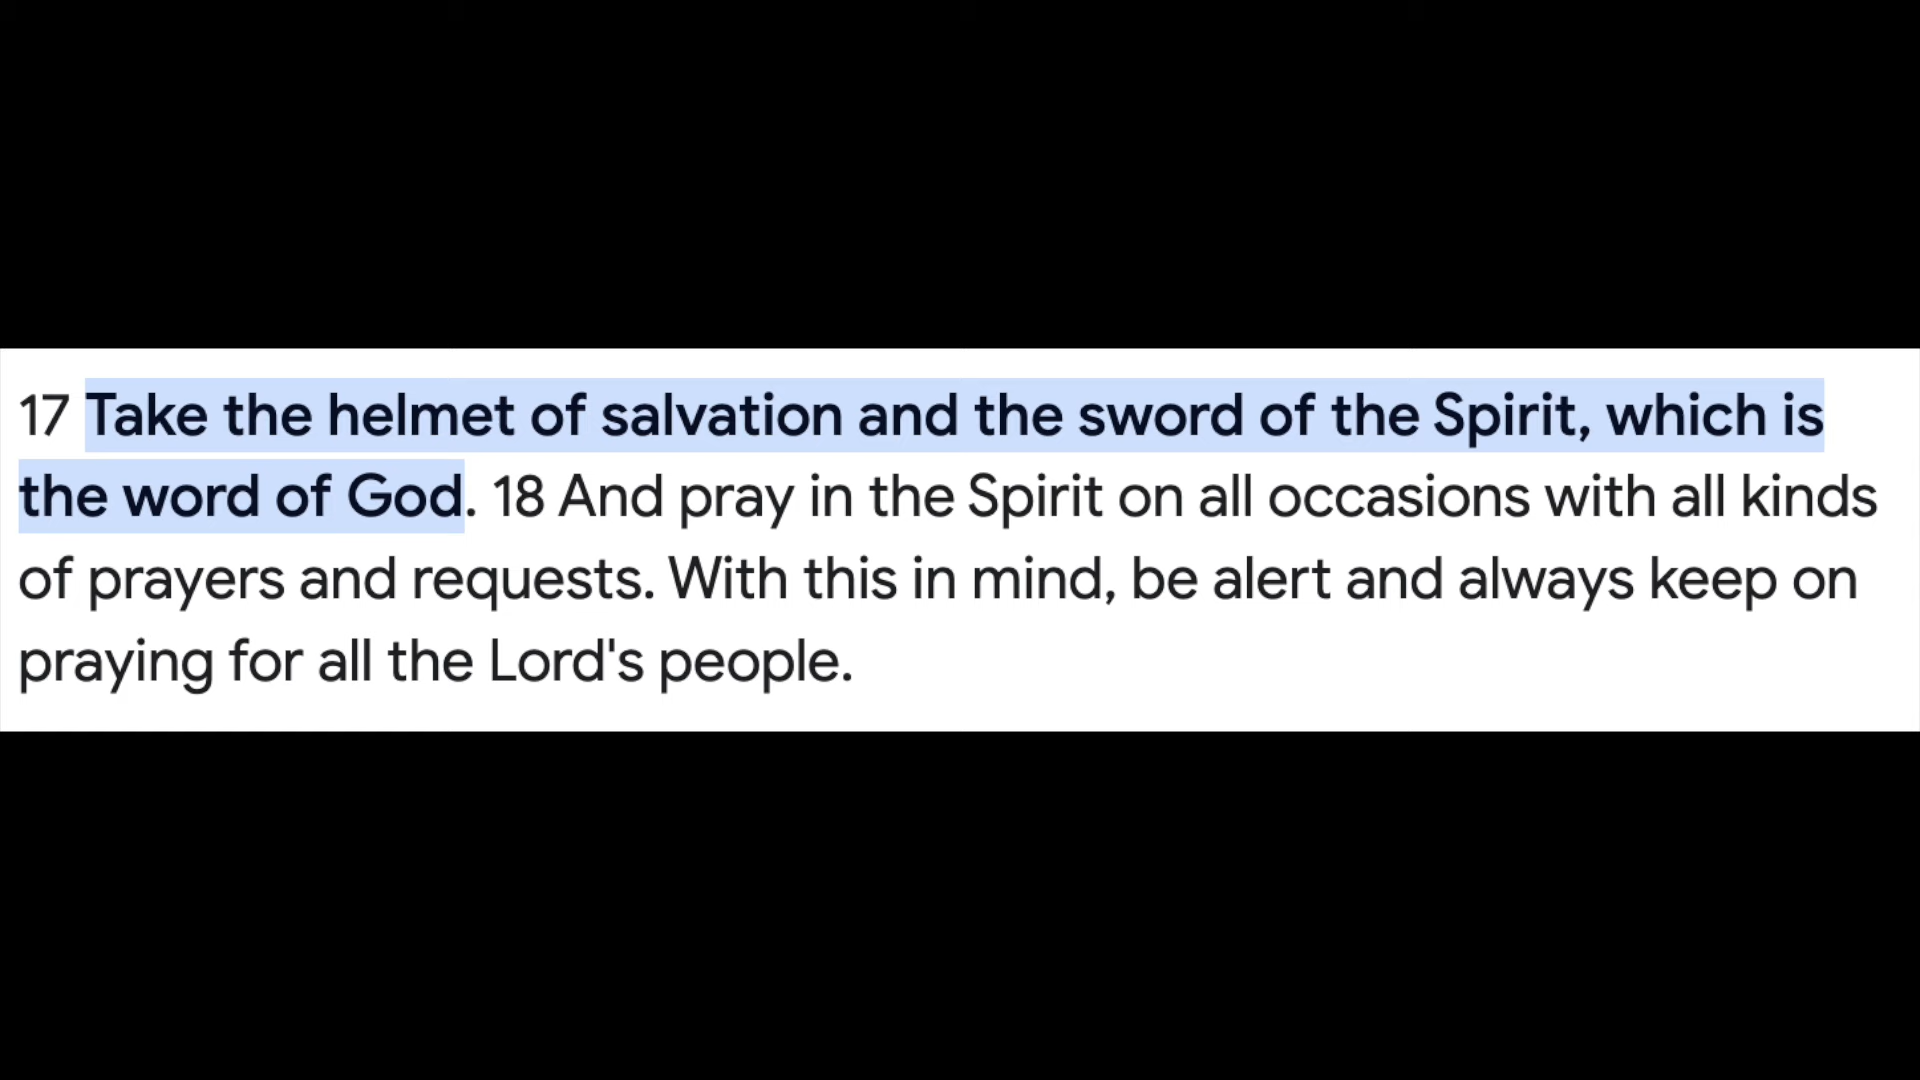 17 Take the helmet of salvation and the sword of the Spirit, which is
the word of God. 18 And pray in the Spirit on all occasions with all kinds
of prayers and requests. With this in mind, be alert and always keep on
praying for all the Lord's people.